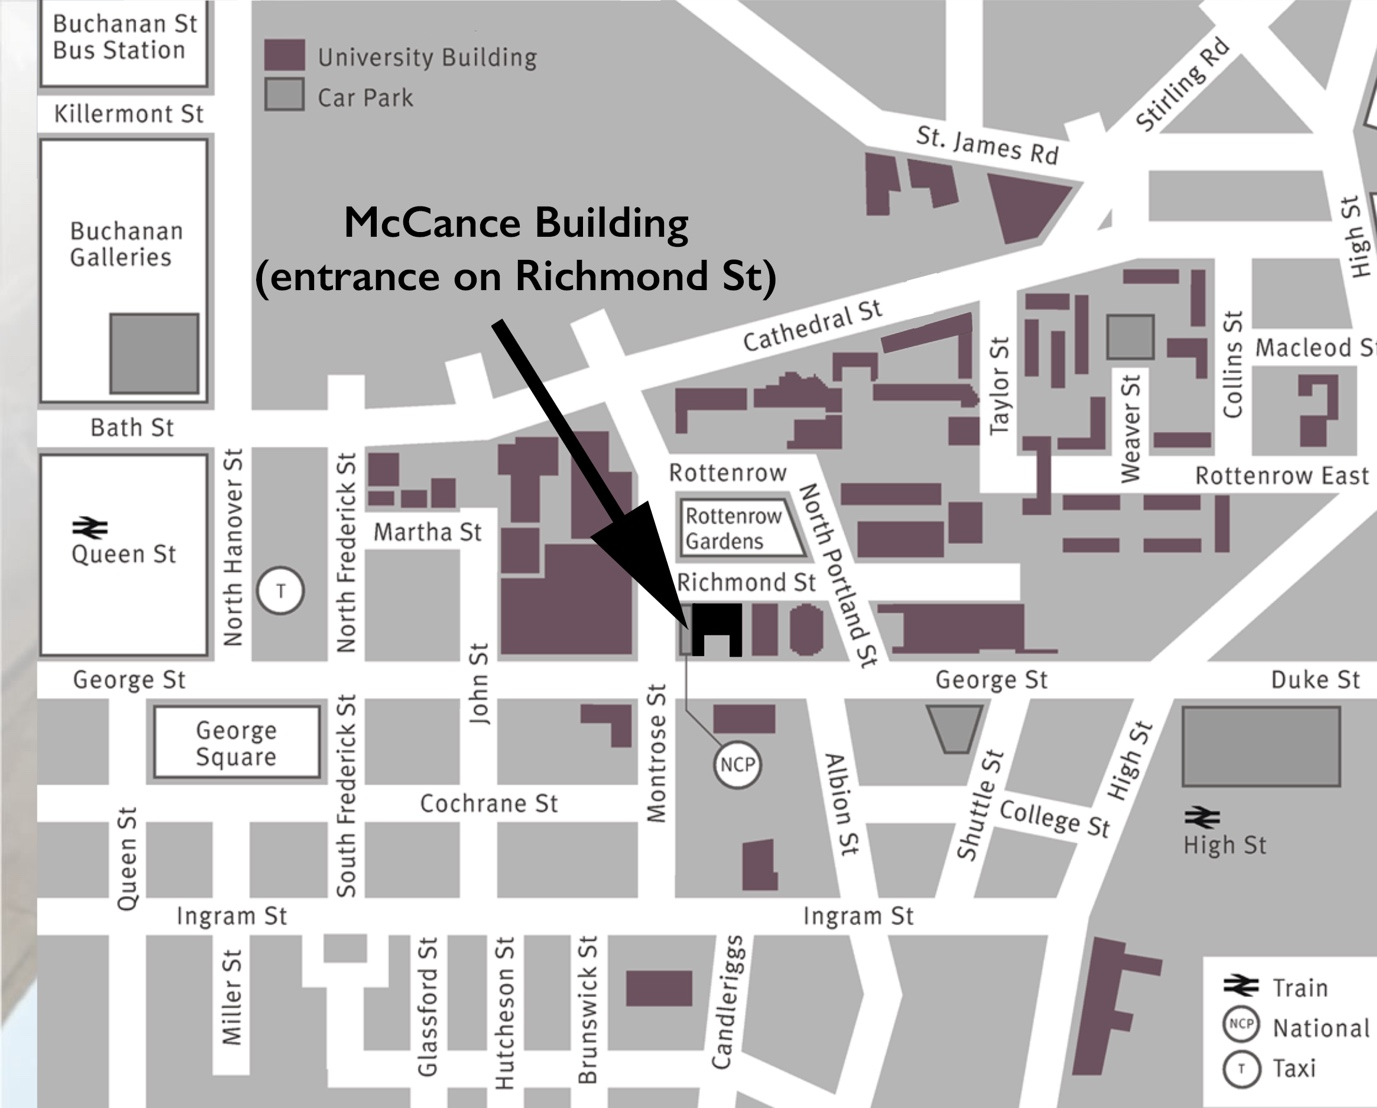 Buchanan St
Bus Station
University Building
Car Park
Killermont St
St. James Rd
Stirling Rd
High St
McCance Building
(entrance on Richmond St)
Buchanan
Galleries
Cathedral St
Taylor St
Collins St
Macleod St
Weaver St
Bath St
Rottenrow
Rottenrow East
North Hanover St
North Frederick St
Martha St
Rottenrow
Gardens
North Portland St
Queen St
T
Richmond St
George St
John St
George St
Duke St
George
Square
South Frederick St
Montrose St
NCP
Albion St
Shuttle St
High St
Cochrane St
College St
High St
Queen St
Ingram St
Ingram St
Miller St
Glassford St
Hutcheson St
Brunswick St
Candleriggs
Train
NCP
National
T
Taxi